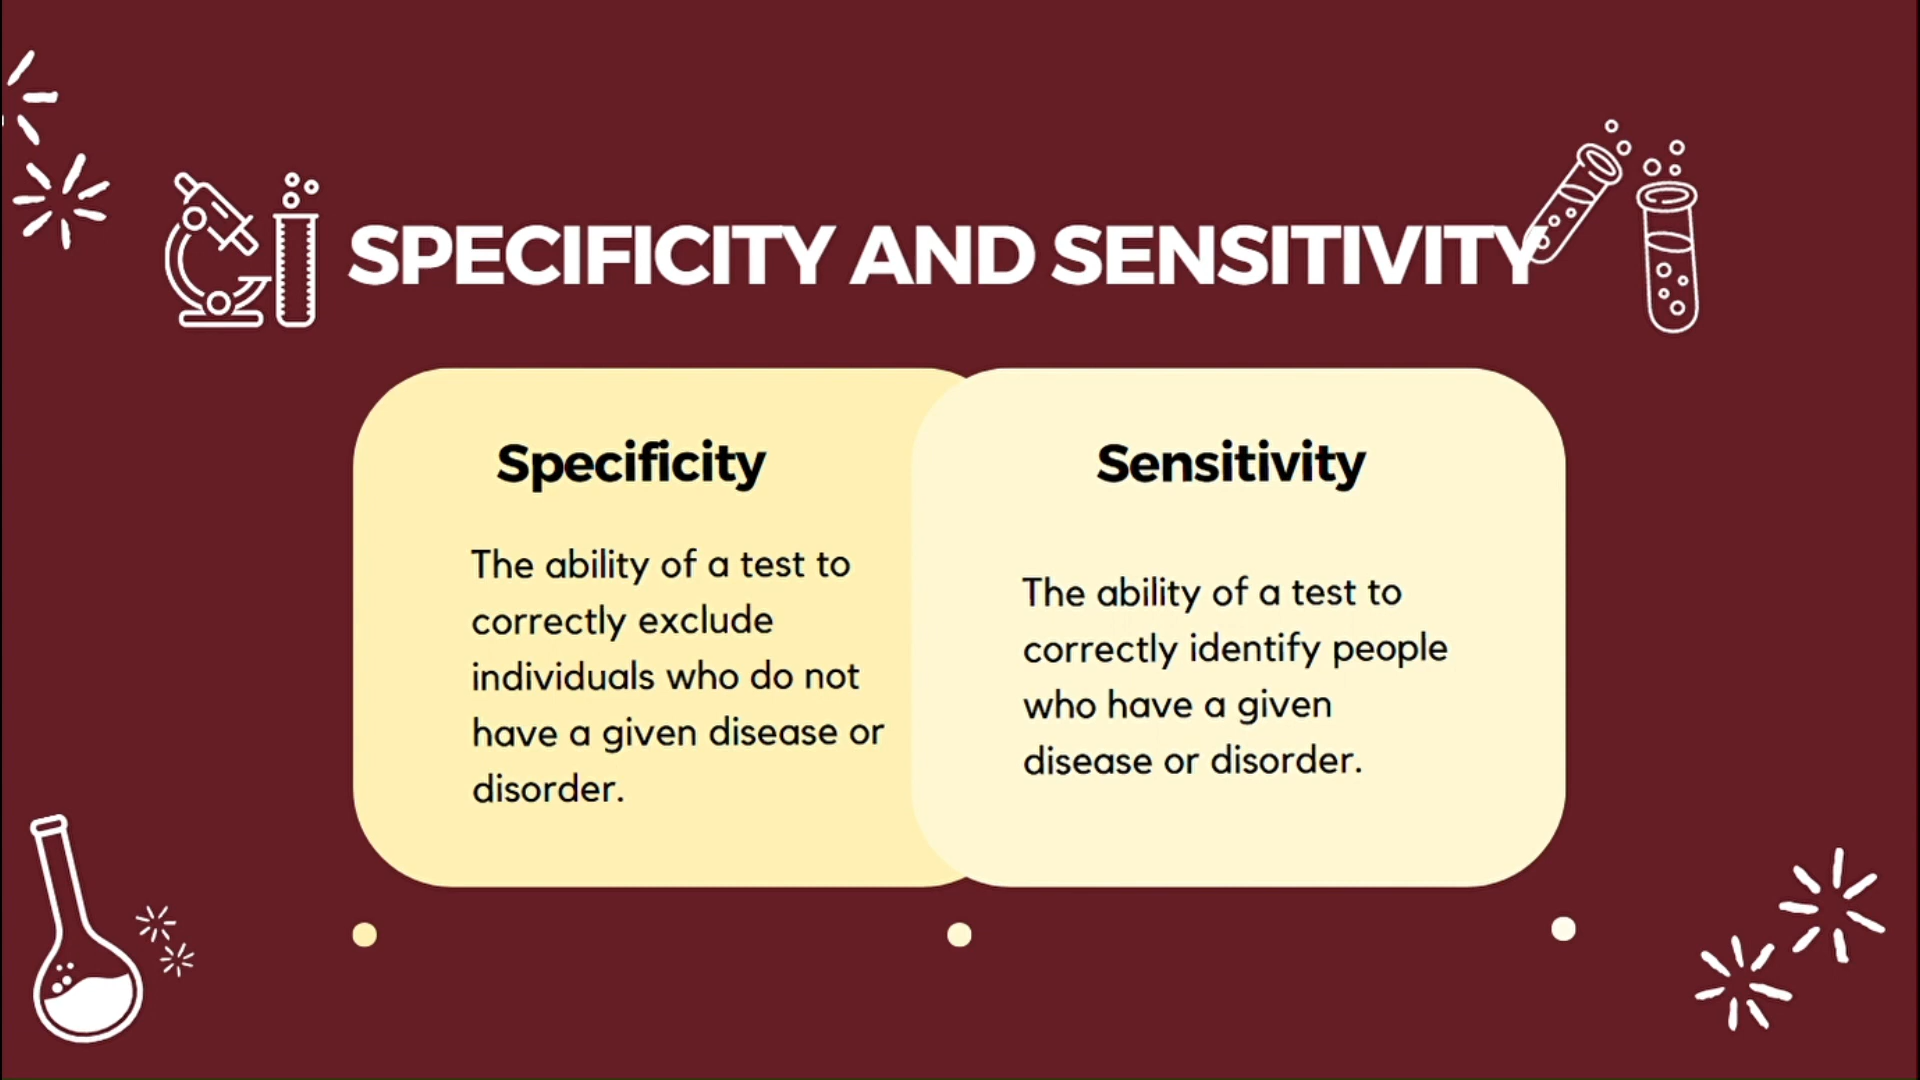 SPECIFICITY AND SENSITIVITY
Specificity
The ability of a test to
correctly exclude
individuals who do not
have a given disease or
disorder.
Sensitivity
The ability of a test to
correctly identify people
who have a given
disease or disorder.